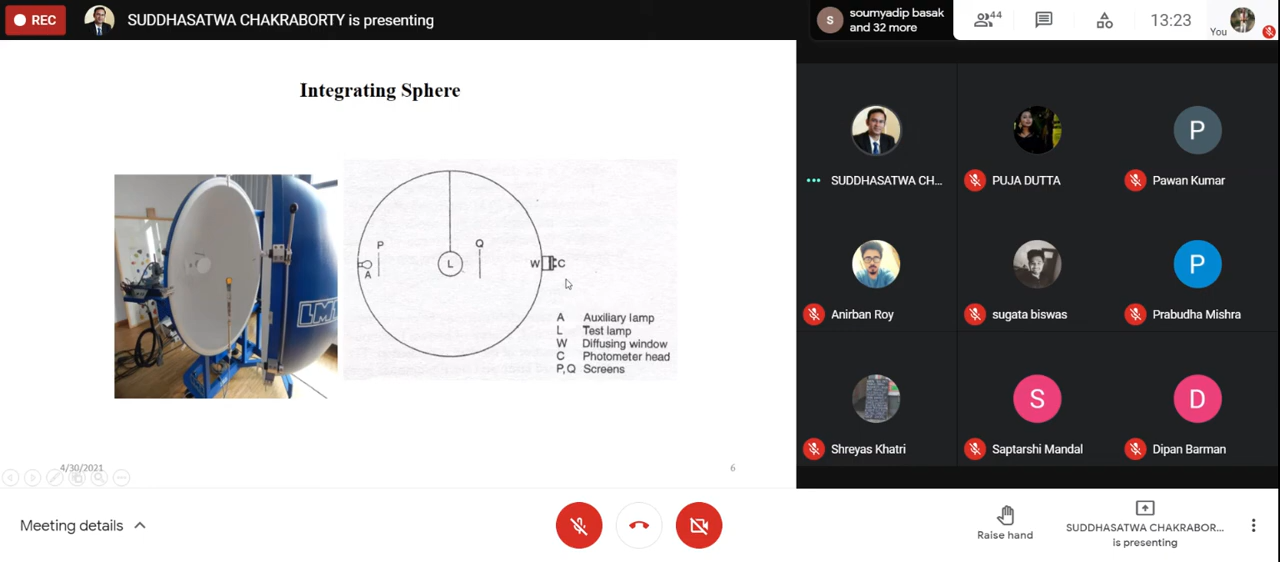 REC
SUDDHASATWA CHAKRABORTY is presenting
S
soumyadip basak
and 32 more
44
13:23
You
Integrating Sphere
P
Q
L
A
W
C
A Auxiliary lamp
L Test lamp
W Diffusing window
C Photometer head
P,Q Screens
4/30/2021
6
SUDDHASATWA CH...
PUJA DUTTA
P
Pawan Kumar
Anirban Roy
sugata biswas
P
Prabudha Mishra
Shreyas Khatri
S
Saptarshi Mandal
D
Dipan Barman
Meeting details
Raise hand
SUDDHASATWA CHAKRABOR...
is presenting